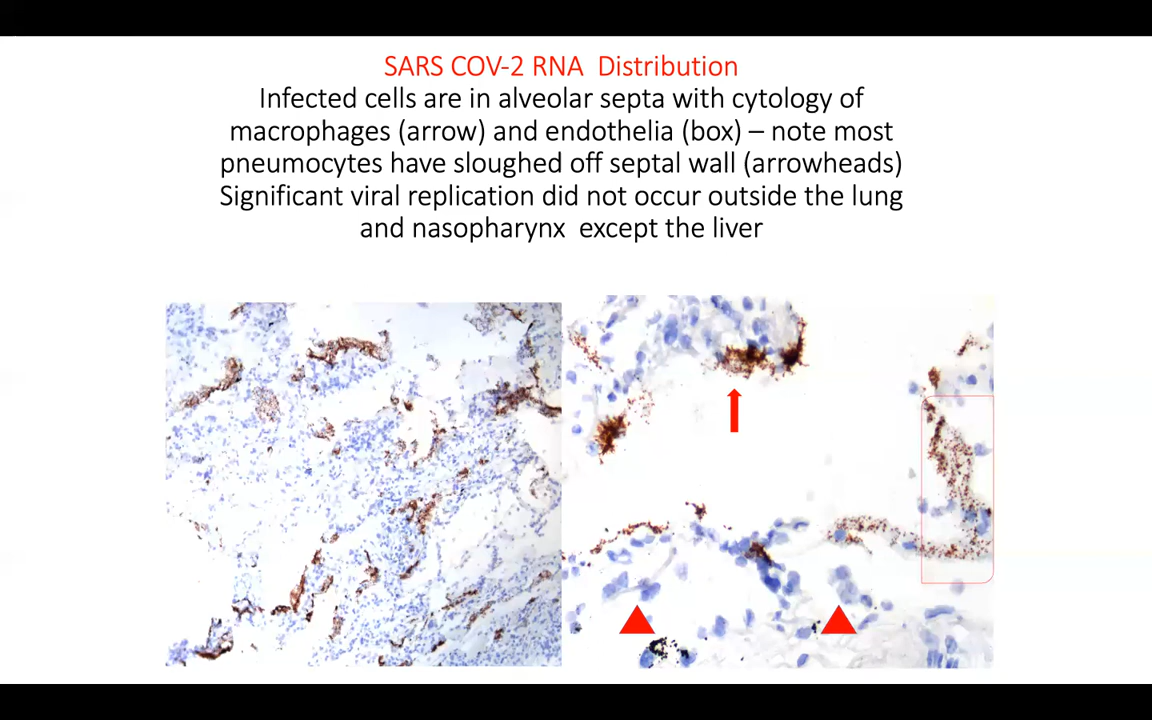 SARS COV-2 RNA Distribution
Infected cells are in alveolar septa with cytology of
macrophages (arrow) and endothelia (box) – note most
pneumocytes have sloughed off septal wall (arrowheads)
Significant viral replication did not occur outside the lung
and nasopharynx except the liver